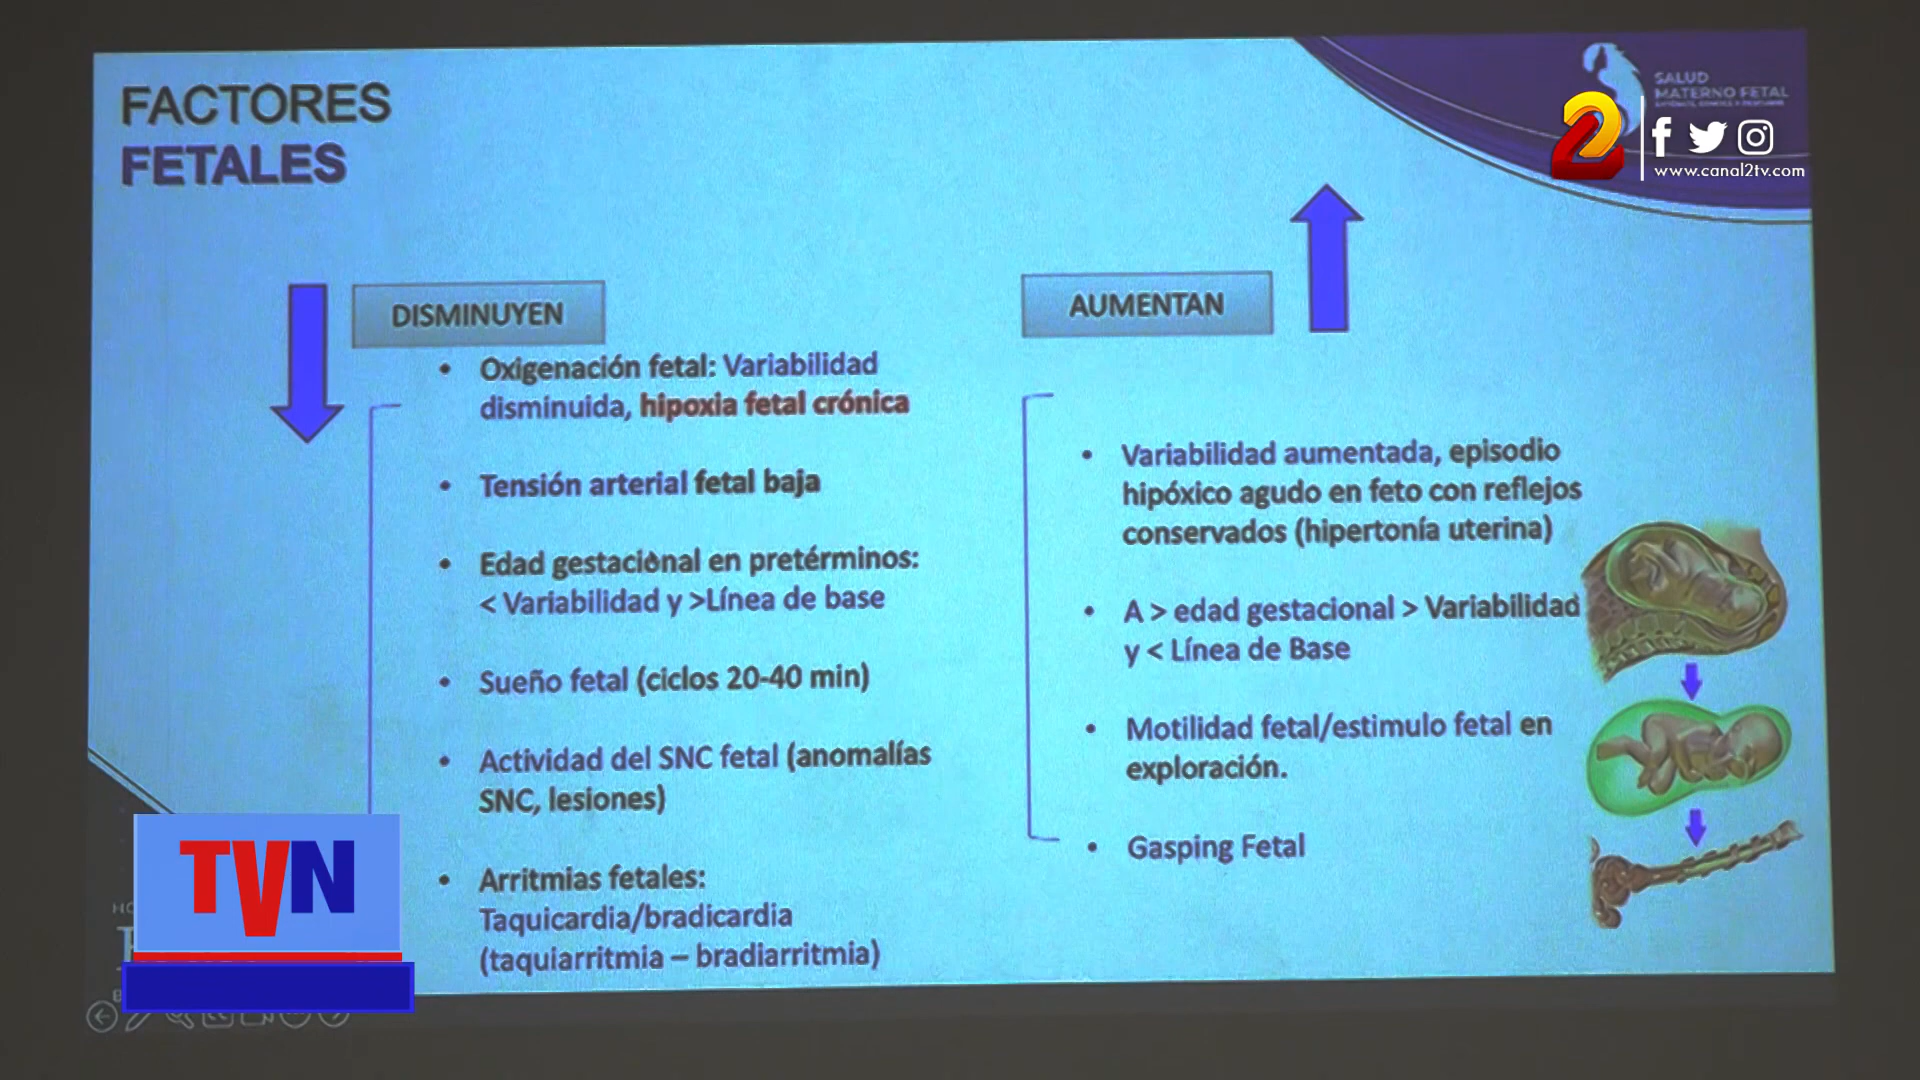 FACTORES
FETALES
SALUD
MATERNO FETAL
2
www.canal2tv.com
DISMINUYEN
• Oxigenación fetal: Variabilidad
disminuida, hipoxia fetal crónica
• Tensión arterial fetal baja
• Edad gestacional en pretérminos:
< Variabilidad y >Línea de base
• Sueño fetal (ciclos 20-40 min)
• Actividad del SNC fetal (anomalías
SNC, lesiones)
• Arritmias fetales:
Taquicardia/bradicardia
(taquiarritmia – bradiarritmia)
AUMENTAN
• Variabilidad aumentada, episodio
hipóxico agudo en feto con reflejos
conservados (hipertonía uterina)
• A > edad gestacional > Variabilidad
y < Línea de Base
• Motilidad fetal/estimulo fetal en
exploración.
• Gasping Fetal
TVN